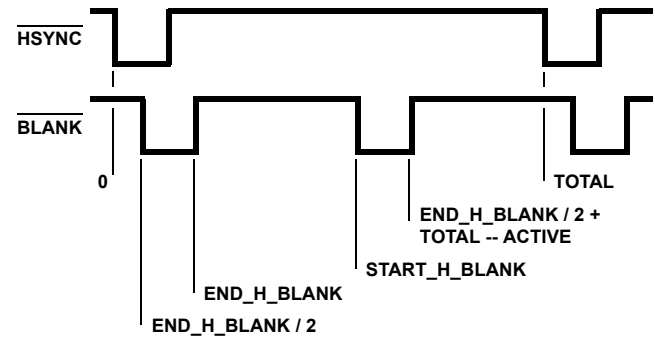 HSYNC
BLANK
0
TOTAL
END_H_BLANK / 2 +
TOTAL -- ACTIVE
START_H_BLANK
END_H_BLANK
END_H_BLANK / 2